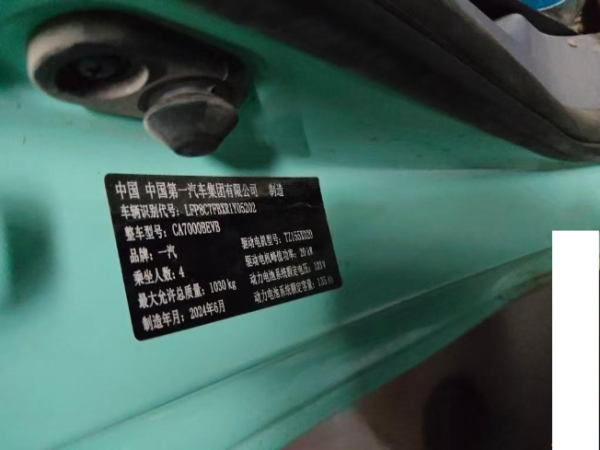 中国 中国第一汽车集团有限公司 制造
车辆识别代号: LFP8C7FBXR1Y05202
整车型号: CA7000BEVB
驱动电机型号: TZ155X020
品牌: 一汽
驱动电机峰值功率: 20 kW
乘坐人数: 4
动力电池系统额定电压:
最大允许总质量: 1030 kg
动力电池系统额定容量:
制造年月: 2024年6月